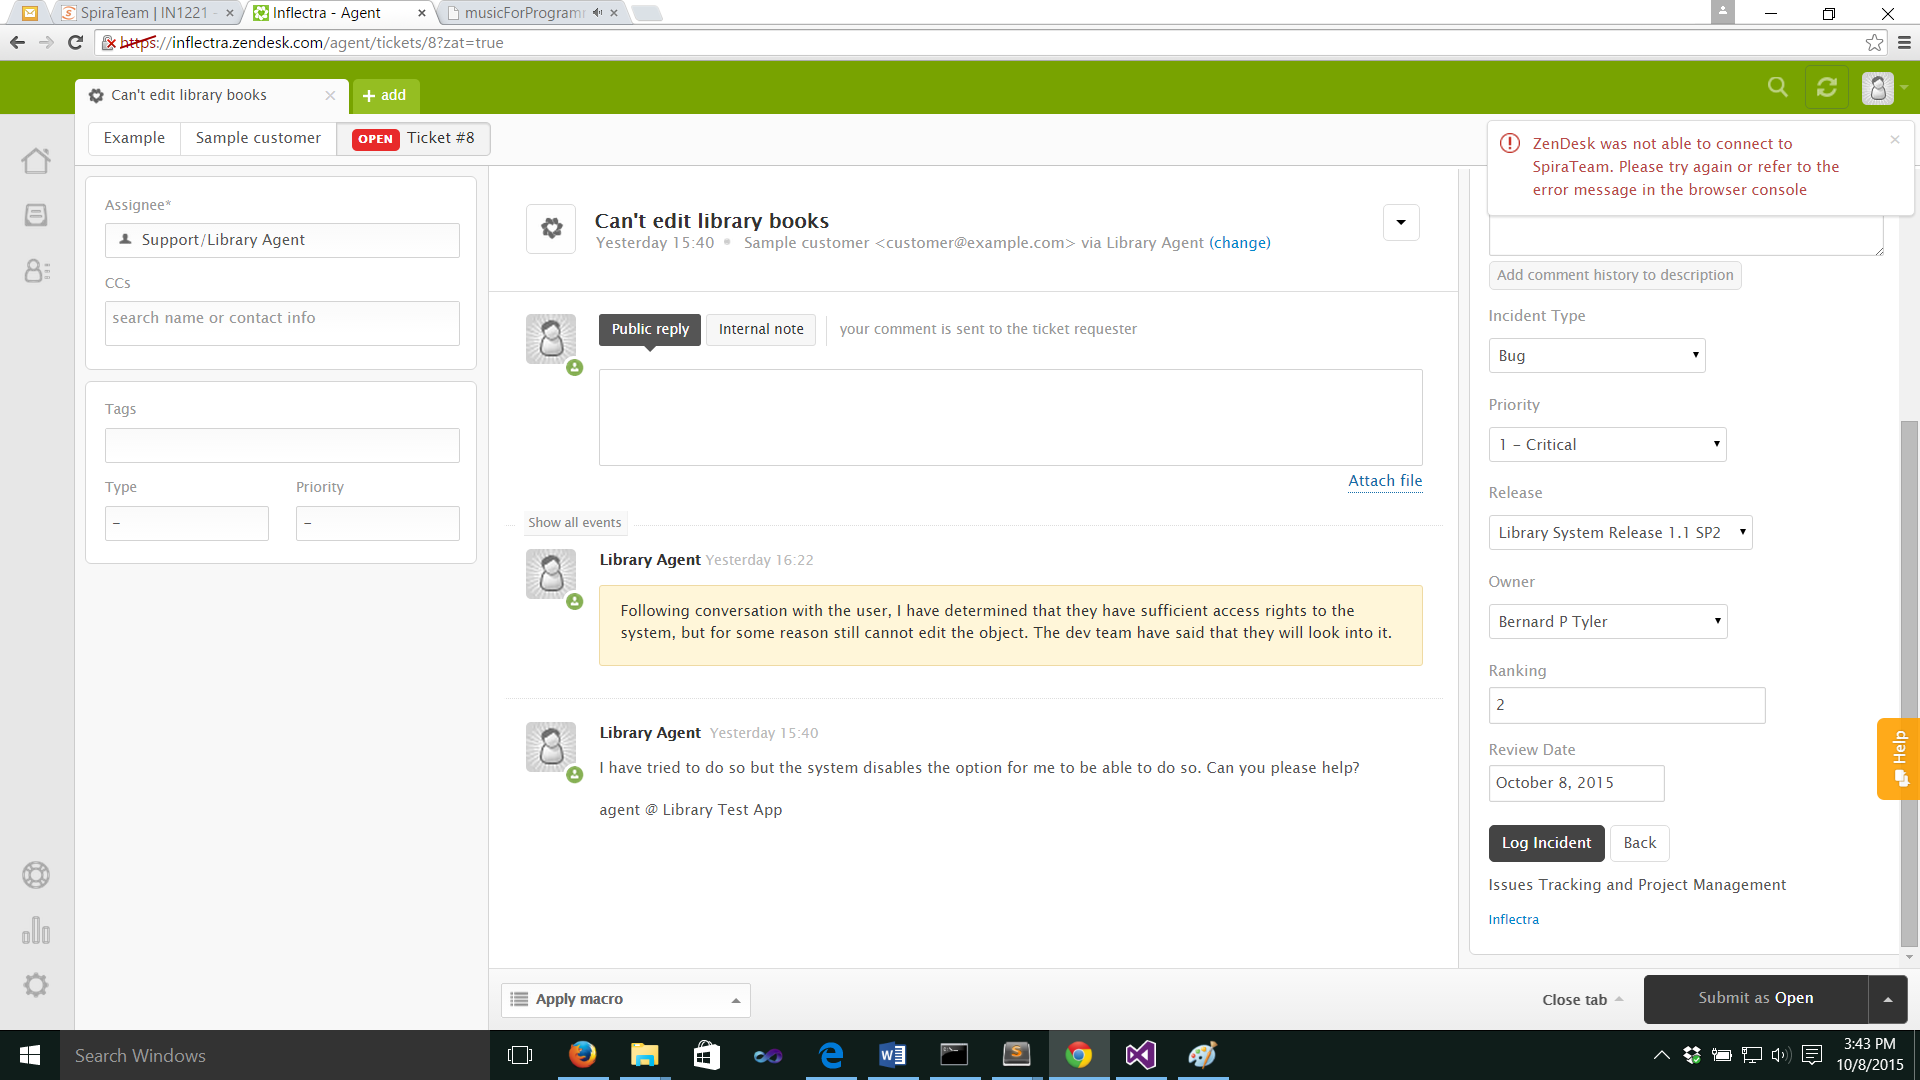 SpiraTeam | IN1221 -
Inflectra - Agent
musicForProgramm
https://inflectra.zendesk.com/agent/tickets/8?zat=true
Can't edit library books
+ add
Example
Sample customer
OPEN Ticket #8
ZenDesk was not able to connect to
SpiraTeam. Please try again or refer to the
error message in the browser console
Assignee*
Support/Library Agent
CCs
search name or contact info
Tags
Type
Priority
-
-
Can't edit library books
Yesterday 15:40 Sample customer <customer@example.com> via Library Agent (change)
Public reply
Internal note
your comment is sent to the ticket requester
Attach file
Show all events
Library Agent Yesterday 16:22
Following conversation with the user, I have determined that they have sufficient access rights to the
system, but for some reason still cannot edit the object. The dev team have said that they will look into it.
Library Agent Yesterday 15:40
I have tried to do so but the system disables the option for me to be able to do so. Can you please help?
agent @ Library Test App
Add comment history to description
Incident Type
Bug
Priority
1 - Critical
Release
Library System Release 1.1 SP2
Owner
Bernard P Tyler
Ranking
2
Review Date
October 8, 2015
Log Incident
Back
Issues Tracking and Project Management
Inflectra
Help
Apply macro
Close tab
Submit as Open
Search Windows
3:43 PM
10/8/2015